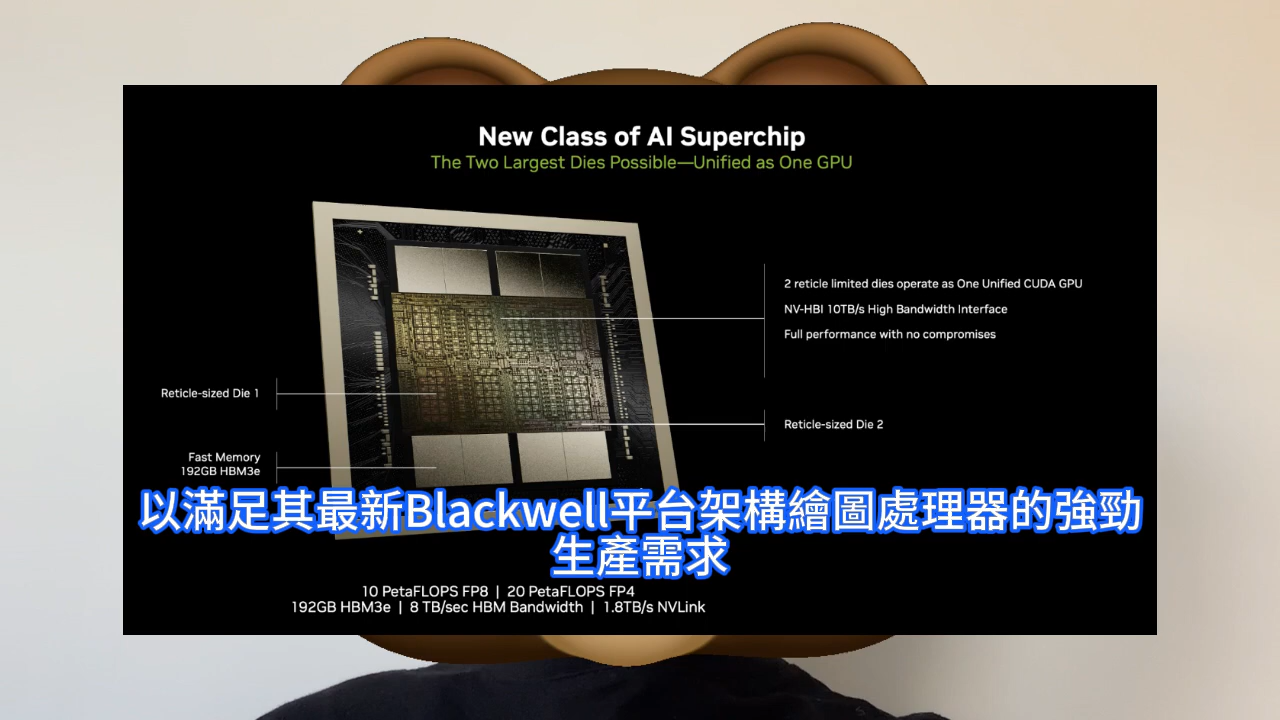 New Class of AI Superchip
The Two Largest Dies Possible—Unified as One GPU
2 reticle limited dies operate as One Unified CUDA GPU
NV-HBI 10TB/s High Bandwidth Interface
Full performance with no compromises
Reticle-sized Die 1
Reticle-sized Die 2
Fast Memory
192GB HBM3e
以滿足其最新Blackwell平台架構繪圖處理器的強勁
生產需求
10 PetaFLOPS FP8 | 20 PetaFLOPS FP4
192GB HBM3e | 8 TB/sec HBM Bandwidth | 1.8TB/s NVLink